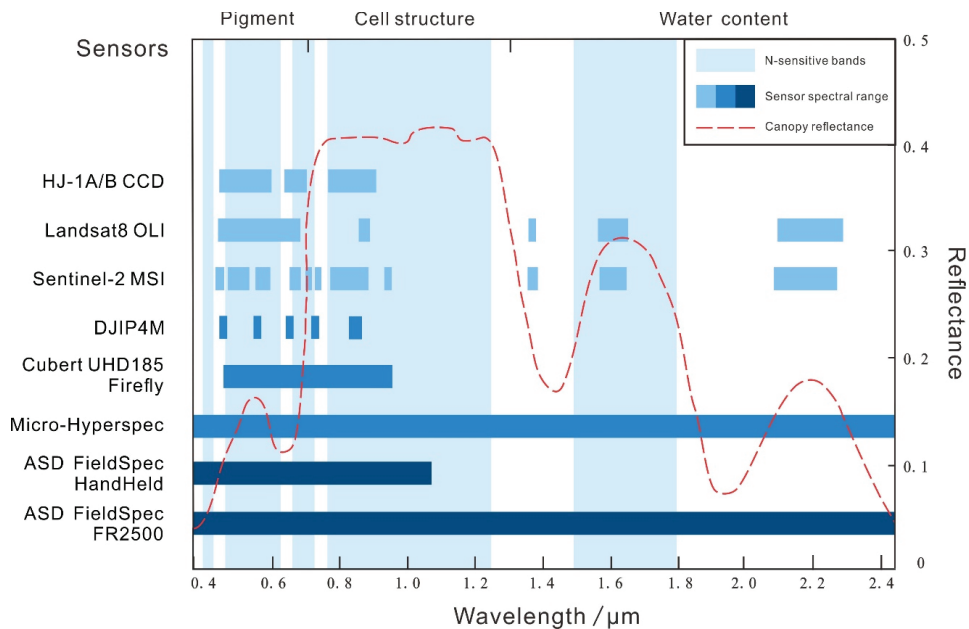 Pigment
Cell structure
Water content
Sensors
0.5
N-sensitive bands
Sensor spectral range
Canopy reflectance
0.4
HJ-1A/B CCD
Landsat8 OLI
0.3
Sentinel-2 MSI
Reflectance
DJIP4M
Cubert UHD185
Firefly
0.2
Micro-Hyperspec
ASD FieldSpec
HandHeld
0.1
ASD FieldSpec
FR2500
0
0.4 0.6 0.8 1.0 1.2 1.4 1.6 1.8 2.0 2.2 2.4
Wavelength /μm